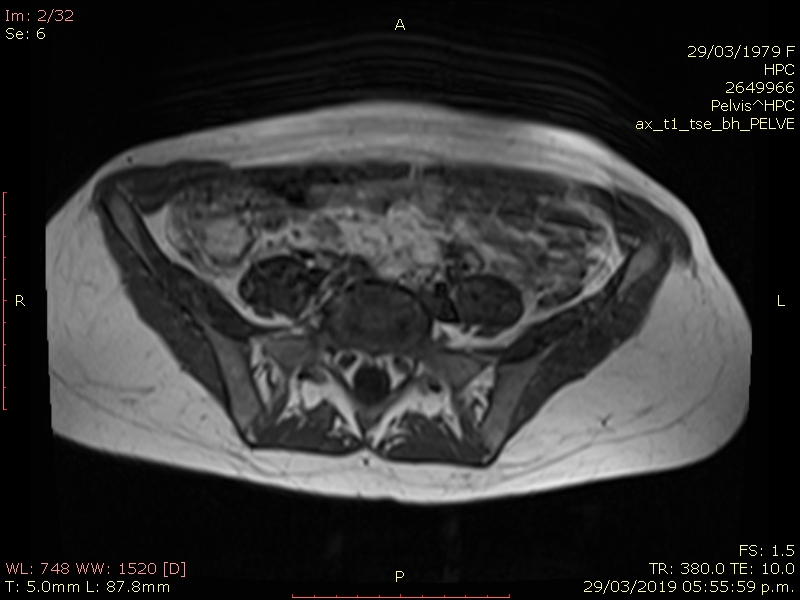 Im: 2/32
Se: 6
A
29/03/1979 F
HPC
2649966
Pelvis^HPC
ax_t1_tse_bh_PELVE
R
L
WL: 748 WW: 1520 [D]
T: 5.0mm L: 87.8mm
P
FS: 1.5
TR: 380.0 TE: 10.0
29/03/2019 05:55:59 p.m.